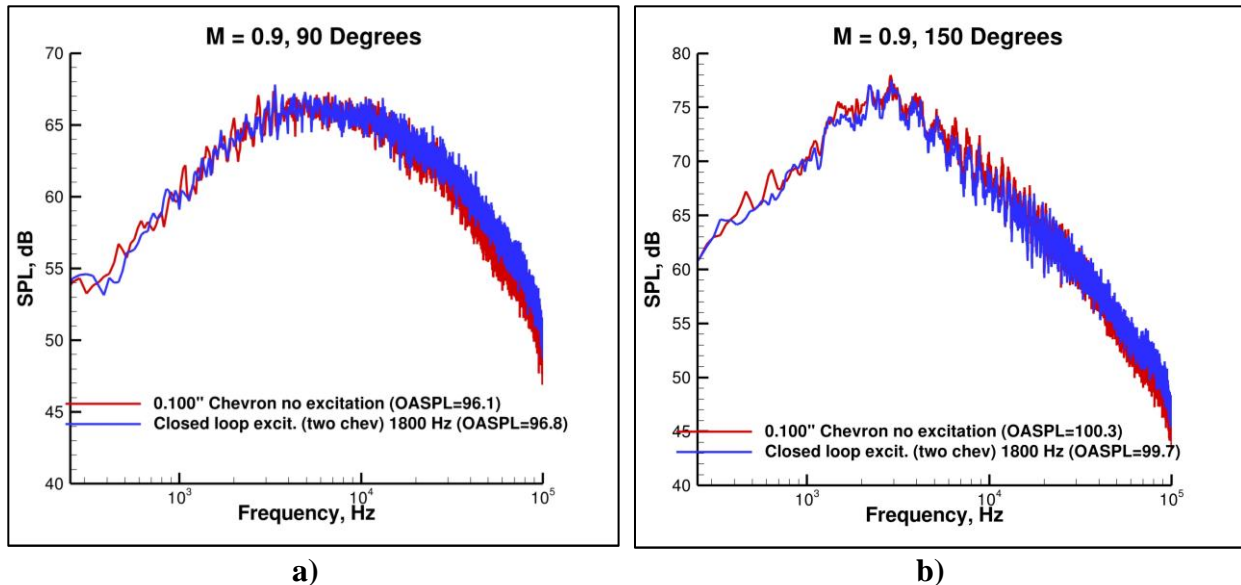 M = 0.9, 90 Degrees
70
65
60
55
50
45
40
SPL, dB
0.100" Chevron no excitation (OASPL=96.1)
Closed loop excit. (two chev) 1800 Hz (OASPL=96.8)
10³
10⁴
10⁵
Frequency, Hz
a)
M = 0.9, 150 Degrees
80
75
70
65
60
55
50
45
40
SPL, dB
0.100" Chevron no excitation (OASPL=100.3)
Closed loop excit. (two chev) 1800 Hz (OASPL=99.7)
10³
10⁴
10⁵
Frequency, Hz
b)